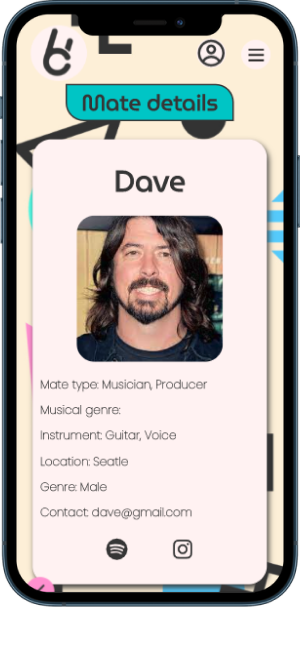 Mate details
Dave
Mate type: Musician, Producer
Musical genre:
Instrument: Guitar, Voice
Location: Seatle
Genre: Male
Contact: dave@gmail.com